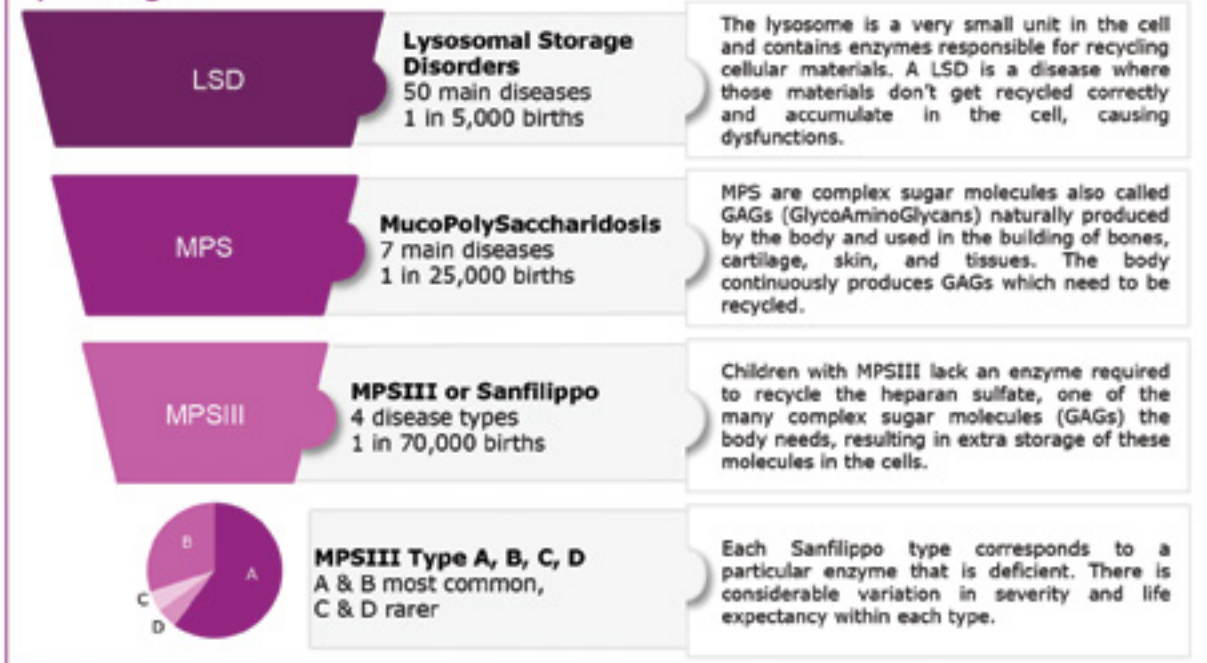 LSD
Lysosomal Storage
Disorders
50 main diseases
1 in 5,000 births
The lysosome is a very small unit in the cell
and contains enzymes responsible for recycling
cellular materials. A LSD is a disease where
those materials don't get recycled correctly
and accumulate in the cell, causing
dysfunctions.
MPS
MucoPolySaccharidosis
7 main diseases
1 in 25,000 births
MPS are complex sugar molecules also called
GAGs (GlycoAminoGlycans) naturally produced
by the body and used in the building of bones,
cartilage, skin, and tissues. The body
continuously produces GAGs which need to be
recycled.
MPSIII
MPSIII or Sanfilippo
4 disease types
1 in 70,000 births
Children with MPSIII lack an enzyme required
to recycle the heparan sulfate, one of the
many complex sugar molecules (GAGs) the
body needs, resulting in extra storage of these
molecules in the cells.
B
A
C
D
MPSIII Type A, B, C, D
A & B most common,
C & D rarer
Each Sanfilippo type corresponds to a
particular enzyme that is deficient. There is
considerable variation in severity and life
expectancy within each type.